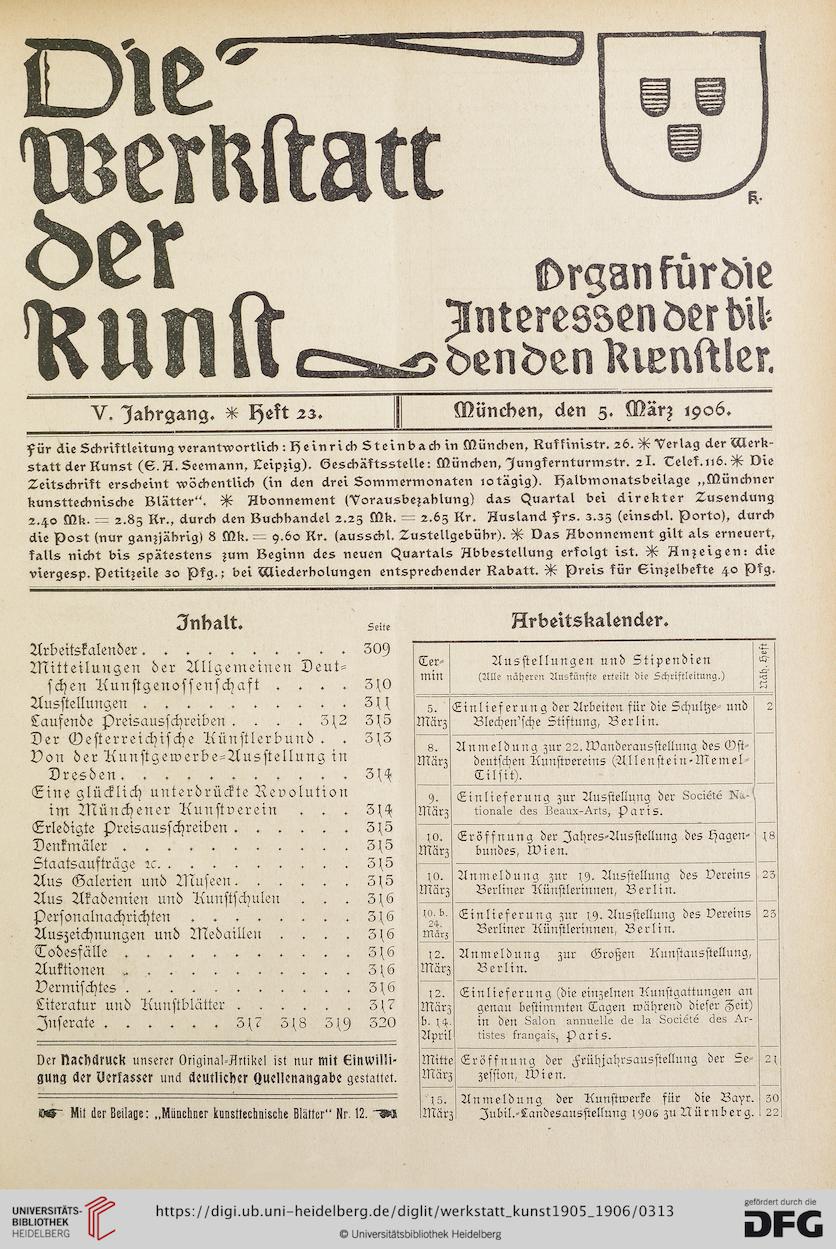 Die
Werkstatt
der
Kunst
Organ für die
Interessen der bil-
denden Kuenstler.
F.
V. Jahrgang. ✳ Heft 23.
München, den 5. März 1906.
Für die Schriftleitung verantwortlich: Heinrich Steinbach in München, Ruffinistr. 26. ✳ Verlag der Werk-
statt der Kunst (E. A. Seemann, Leipzig). Geschäftsstelle: München, Jungfernturmstr. 2I. Telef. 116. ✳ Die
Zeitschrift erscheint wöchentlich (in den drei Sommermonaten 10tägig). Halbmonatsbeilage „Münchner
kunsttechnische Blätter“. ✳ Abonnement (Vorausbezahlung) das Quartal bei direkter Zusendung
2.40 Mk. = 2.85 Kr., durch den Buchhandel 2.25 Mk. = 2.65 Kr. Ausland Frs. 3.35 (einschl. Porto), durch
die Post (nur ganzjährig) 8 Mk. = 9.60 Kr. (ausschl. Zustellgebühr). ✳ Das Abonnement gilt als erneuert,
falls nicht bis spätestens zum Beginn des neuen Quartals Abbestellung erfolgt ist. ✳ Anzeigen: die
viergesp. Petitzeile 30 Pfg.; bei Wiederholungen entsprechender Rabatt. ✳ Preis für Einzelhefte 40 Pfg.
Inhalt.
Seite
Arbeitskalender . . . . . . . . . . 309
Mitteilungen der Allgemeinen Deut-
schen Kunstgenossenschaft . . . . 310
Ausstellungen . . . . . . . . . . 311
Laufende Preisausschreiben . . . . 312 315
Der Oesterreichische Künstlerbund . . 313
Von der Kunstgewerbe-Ausstellung in
Dresden . . . . . . . . . . 314
Eine glücklich unterdrückte Revolution
im Münchener Kunstverein . . . 314
Erledigte Preisausschreiben . . . . . . 315
Denkmäler . . . . . . . . . . 315
Staatsaufträge ꝛc. . . . . . . . . . 315
Aus Galerien und Museen . . . . . . 315
Aus Akademien und Kunstschulen . . . 316
Personalnachrichten . . . . . . . . 316
Auszeichnungen und Medaillen . . . . 316
Todesfälle . . . . . . . . . . 316
Auktionen . . . . . . . . . . 316
Vermischtes . . . . . . . . . . 316
Literatur und Kunstblätter . . . . . . 317
Inserate . . . . . . 317 318 319 320
Der Nachdruck unserer Original-Artikel ist nur mit Einwilli-
gung der Verfasser und deutlicher Quellenangabe gestattet.
Mit der Beilage: „Münchner kunsttechnische Blätter“ Nr. 12.
Arbeitskalender.
Ter-
min
Ausstellungen und Stipendien
(Alle näheren Auskünfte erteilt die Schriftleitung.)
Näh. Heft
5. Einlieferung der Arbeiten für die Schultze- und 2
März Blechen'sche Stiftung, Berlin.
8. Anmeldung zur 22. Wanderausstellung des Ost-
März deutschen Kunstvereins (Allenstein-Memel-
Tilsit).
9. Einlieferung zur Ausstellung der Société Na-
März tionale des Beaux-Arts, Paris.
10. Eröffnung der Jahres-Ausstellung des Hagen- 18
März bundes, Wien.
10. Anmeldung zur 19. Ausstellung des Vereins 23
März Berliner Künstlerinnen, Berlin.
10. b. Einlieferung zur 19. Ausstellung des Vereins 23
24. Berliner Künstlerinnen, Berlin.
März
12. Anmeldung zur Großen Kunstausstellung,
März Berlin.
12. Einlieferung (die einzelnen Kunstgattungen an
März genau bestimmten Tagen während dieser Zeit)
b. 14. in den Salon annuelle de la Société des Ar-
April tistes français, Paris.
Mitte Eröffnung der Frühjahrsausstellung der Se- 21
März zession, Wien.
15. Anmeldung der Kunstwerke für die Bayr. 30
März Jubil.-Landesausstellung 1906 zu Nürnberg. 22
UNIVERSITÄTS-
BIBLIOTHEK
HEIDELBERG
https://digi.ub.uni-heidelberg.de/diglit/werkstatt_kunst1905_1906/0313
© Universitätsbibliothek Heidelberg
gefördert durch die
DFG